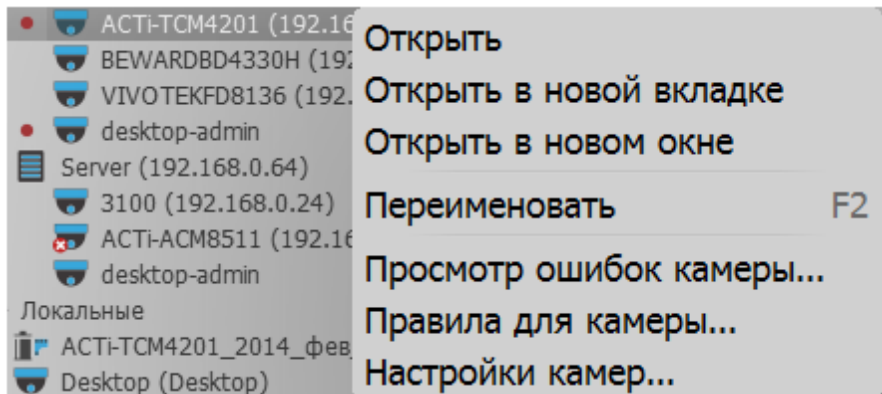 ACTi-TCM4201 (192.16
BEWARDBD4330H (192
VIVOTEKFD8136 (192.
desktop-admin
Server (192.168.0.64)
3100 (192.168.0.24)
ACTi-ACM8511 (192.16
desktop-admin
Локальные
ACTi-TCM4201_2014_фев_
Desktop (Desktop)
Открыть
Открыть в новой вкладке
Открыть в новом окне
Переименовать F2
Просмотр ошибок камеры...
Правила для камеры...
Настройки камер...